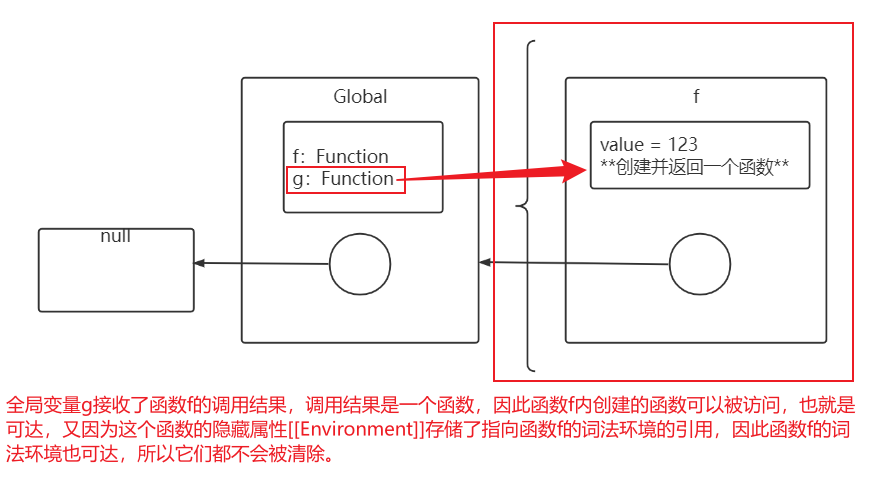 Global
f
f：Function
g：Function
value = 123
**创建并返回一个函数**
null
全局变量g接收了函数f的调用结果，调用结果是一个函数，因此函数f内创建的函数可以被访问，也就是
可达，又因为这个函数的隐藏属性[[Environment]]存储了指向函数f的词法环境的引用，因此函数f的词
法环境也可达，所以它们都不会被清除。